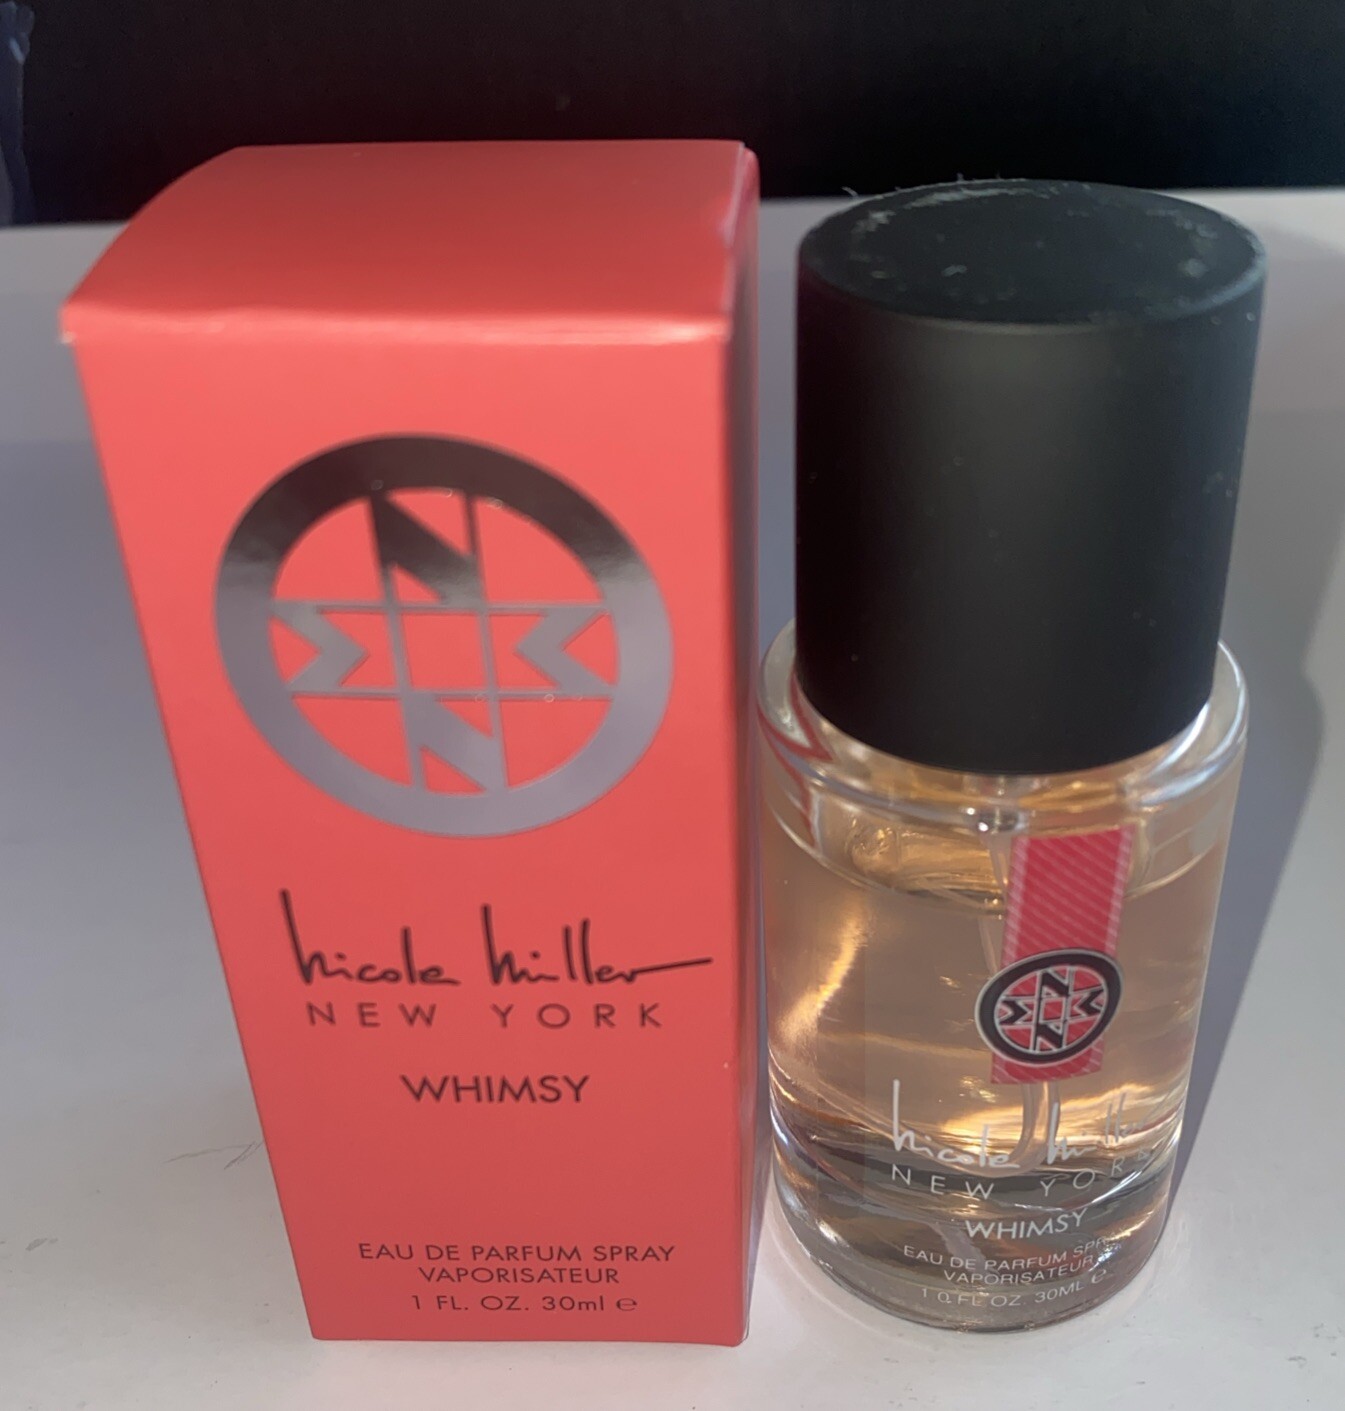 Nicole Miller
NEW YORK
WHIMSY
EAU DE PARFUM SPRAY
VAPORISATEUR
1 FL. OZ. 30ml e
Nicole Miller
NEW YORK
WHIMSY
EAU DE PARFUM SPRAY
VAPORISATEUR
1.0 FL OZ. 30ML e